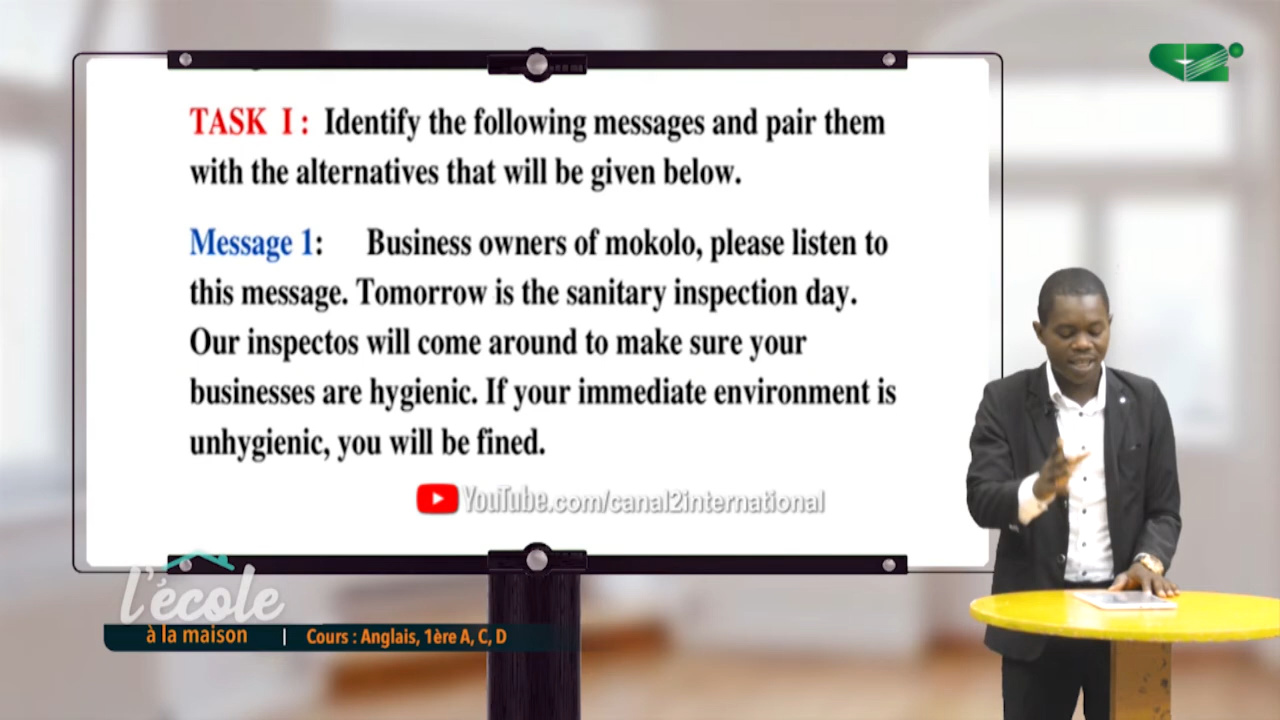 TASK I : Identify the following messages and pair them
with the alternatives that will be given below.
Message 1: Business owners of mokolo, please listen to
this message. Tomorrow is the sanitary inspection day.
Our inspectos will come around to make sure your
businesses are hygienic. If your immediate environment is
unhygienic, you will be fined.
YouTube.com/canal2international
l'école
à la maison | Cours : Anglais, 1ère A, C, D